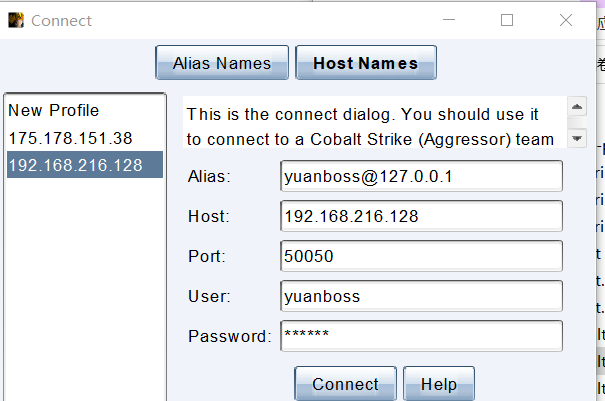 Connect
Alias Names Host Names
New Profile
175.178.151.38
192.168.216.128
This is the connect dialog. You should use it
to connect to a Cobalt Strike (Aggressor) team
Alias: yuanboss@127.0.0.1
Host: 192.168.216.128
Port: 50050
User: yuanboss
Password: ******
Connect Help